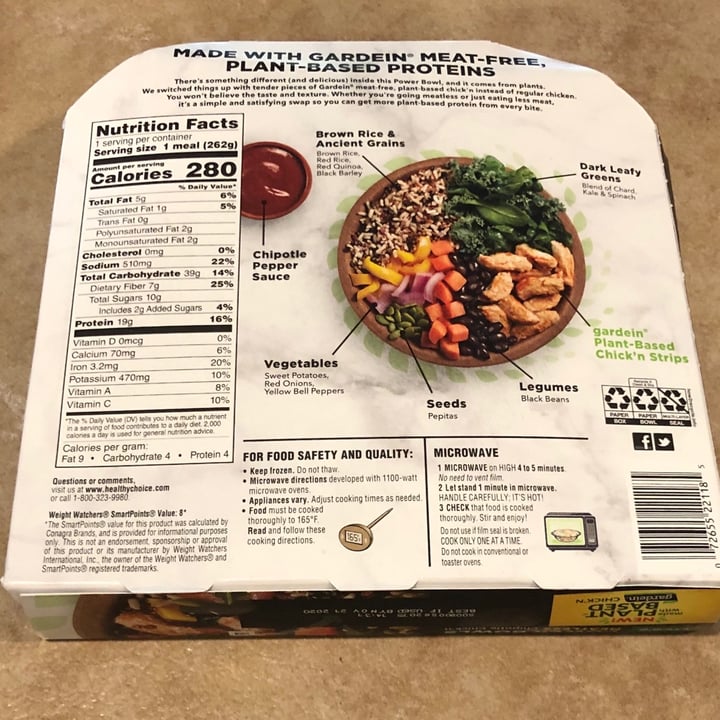 MADE WITH GARDEIN® MEAT-FREE,
PLANT-BASED PROTEINS
There's something different (and delicious) inside this Power Bowl, and it comes from plants.
We switched things up with tender pieces of Gardein® meat-free, plant-based chick'n instead of regular chicken.
You won't believe the taste and texture. Whether you're going meatless or just eating less meat,
it's a simple and satisfying swap so you can get more plant-based protein from every bite.
Nutrition Facts
1 serving per container
Serving size 1 meal (262g)
Amount per serving
Calories 280
% Daily Value*
Total Fat 5g 6%
Saturated Fat 1g 5%
Trans Fat 0g
Polyunsaturated Fat 2g
Monounsaturated Fat 2g
Cholesterol 0mg 0%
Sodium 510mg 22%
Total Carbohydrate 39g 14%
Dietary Fiber 7g 25%
Total Sugars 10g
Includes 2g Added Sugars 4%
Protein 19g 16%
Vitamin D 0mcg 0%
Calcium 70mg 6%
Iron 3.2mg 20%
Potassium 470mg 10%
Vitamin A 8%
Vitamin C 10%
*The % Daily Value (DV) tells you how much a nutrient
in a serving of food contributes to a daily diet. 2,000
calories a day is used for general nutrition advice.
Calories per gram:
Fat 9 • Carbohydrate 4 • Protein 4
Questions or comments,
visit us at www.healthychoice.com
or call 1-800-323-9980.
Weight Watchers® SmartPoints® Value: 8*
*The SmartPoints® value for this product was calculated by
Conagra Brands, and is provided for informational purposes
only. This is not an endorsement, sponsorship or approval
of this product or its manufacturer by Weight Watchers
International, Inc., the owner of the Weight Watchers® and
SmartPoints® registered trademarks.
Brown Rice &
Ancient Grains
Brown Rice,
Red Rice,
Red Quinoa,
Black Barley
Dark Leafy
Greens
Blend of Chard,
Kale & Spinach
Chipotle
Pepper
Sauce
gardein®
Plant-Based
Chick'n Strips
Vegetables
Sweet Potatoes,
Red Onions,
Yellow Bell Peppers
Seeds
Pepitas
Legumes
Black Beans
PAPER
BOX
PAPER
BOWL
SEAL
FOR FOOD SAFETY AND QUALITY:
• Keep frozen. Do not thaw.
• Microwave directions developed with 1100-watt
microwave ovens.
• Appliances vary. Adjust cooking times as needed.
• Food must be cooked
thoroughly to 165°F.
Read and follow these
cooking directions.
165°
MICROWAVE
1 MICROWAVE on HIGH 4 to 5 minutes.
No need to vent film.
2 Let stand 1 minute in microwave.
HANDLE CAREFULLY; IT'S HOT!
3 CHECK that food is cooked
thoroughly. Stir and enjoy!
Do not use if film seal is broken.
COOK ONLY ONE AT A TIME.
Do not cook in conventional or
toaster ovens.
0 72655 22118 5
BEST IF USED BY NOV 21 2020
NEW!
made with
PLANT
BASED
gardein CHICK'N